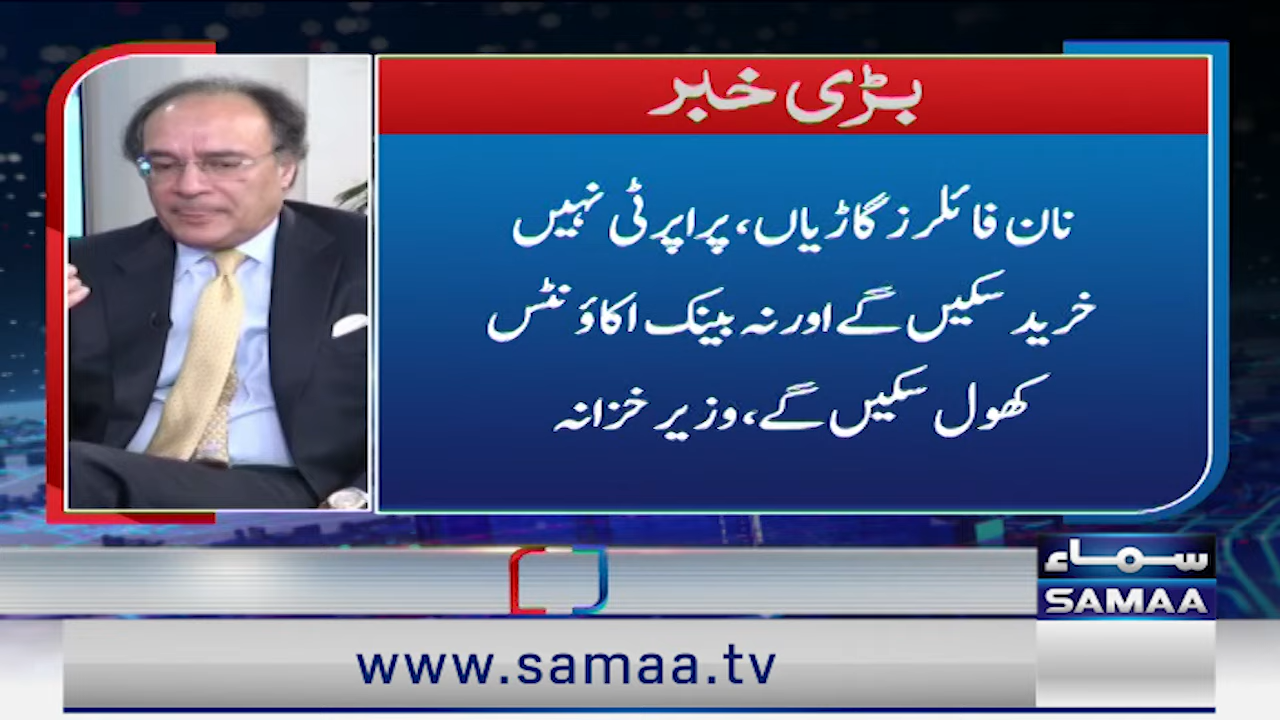 بڑی خبر
نان فائلرز گاڑیاں، پراپرٹی نہیں
خرید سکیں گے اور نہ بینک اکاؤنٹس
کھول سکیں گے، وزیر خزانہ
سماء
SAMAA
www.samaa.tv